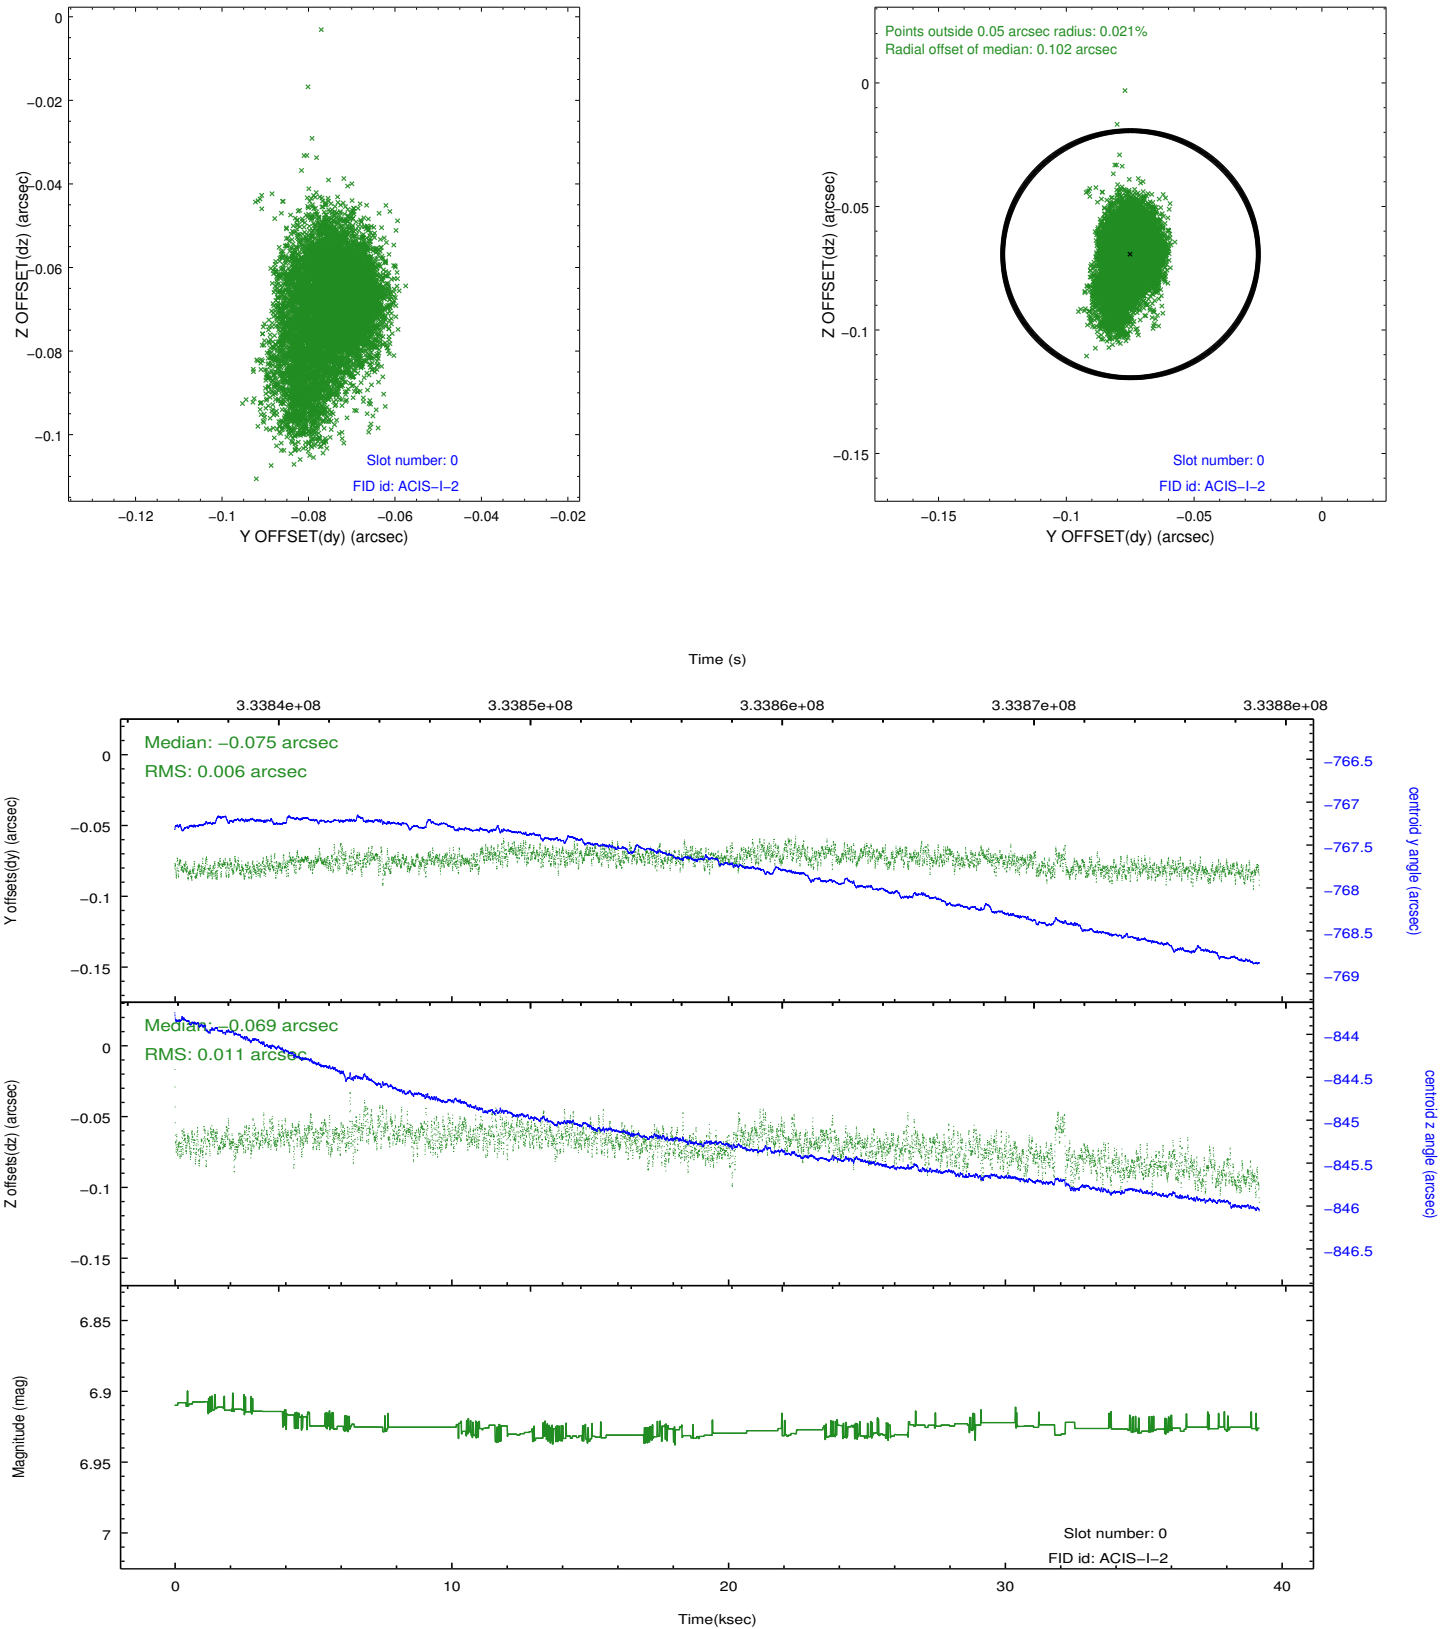 0
−0.02
−0.04
−0.06
−0.08
−0.1
Z OFFSET(dz) (arcsec)
Slot number: 0
FID id: ACIS−I−2
−0.12
−0.1
−0.08
−0.06
−0.04
−0.02
Y OFFSET(dy) (arcsec)
Points outside 0.05 arcsec radius: 0.021%
Radial offset of median: 0.102 arcsec
0
−0.05
−0.1
−0.15
Z OFFSET(dz) (arcsec)
Slot number: 0
FID id: ACIS−I−2
−0.15
−0.1
−0.05
0
Y OFFSET(dy) (arcsec)
Time (s)
3.3384e+08
3.3385e+08
3.3386e+08
3.3387e+08
3.3388e+08
Median: −0.075 arcsec
RMS: 0.006 arcsec
0
−0.05
−0.1
−0.15
Y offsets(dy) (arcsec)
−766.5
−767
−767.5
−768
−768.5
−769
centroid y angle (arcsec)
Median: −0.069 arcsec
RMS: 0.011 arcsec
0
−0.05
−0.1
−0.15
Z offsets(dz) (arcsec)
−844
−844.5
−845
−845.5
−846
−846.5
centroid z angle (arcsec)
6.85
6.9
6.95
7
Magnitude (mag)
Slot number: 0
FID id: ACIS−I−2
0
10
20
30
40
Time(ksec)